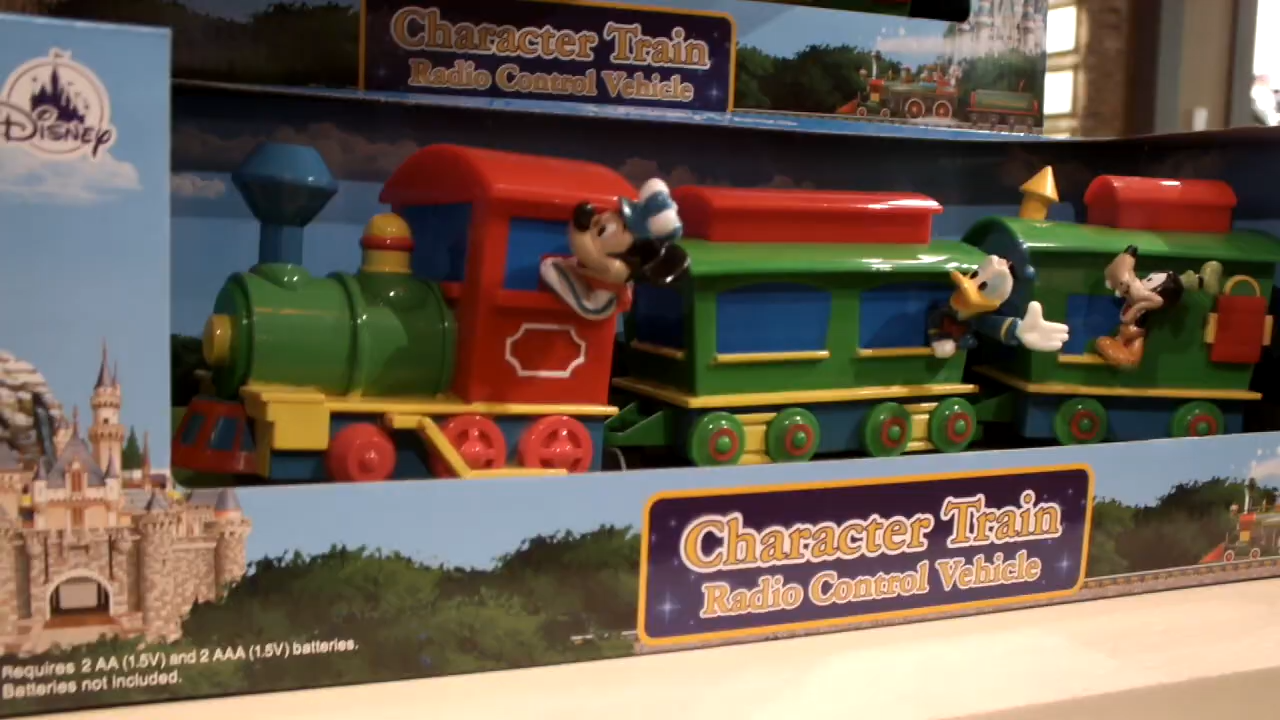 Character Train
Radio Control Vehicle
Disney
Character Train
Radio Control Vehicle
Requires 2 AA (1.5V) and 2 AAA (1.5V) batteries.
Batteries not included.